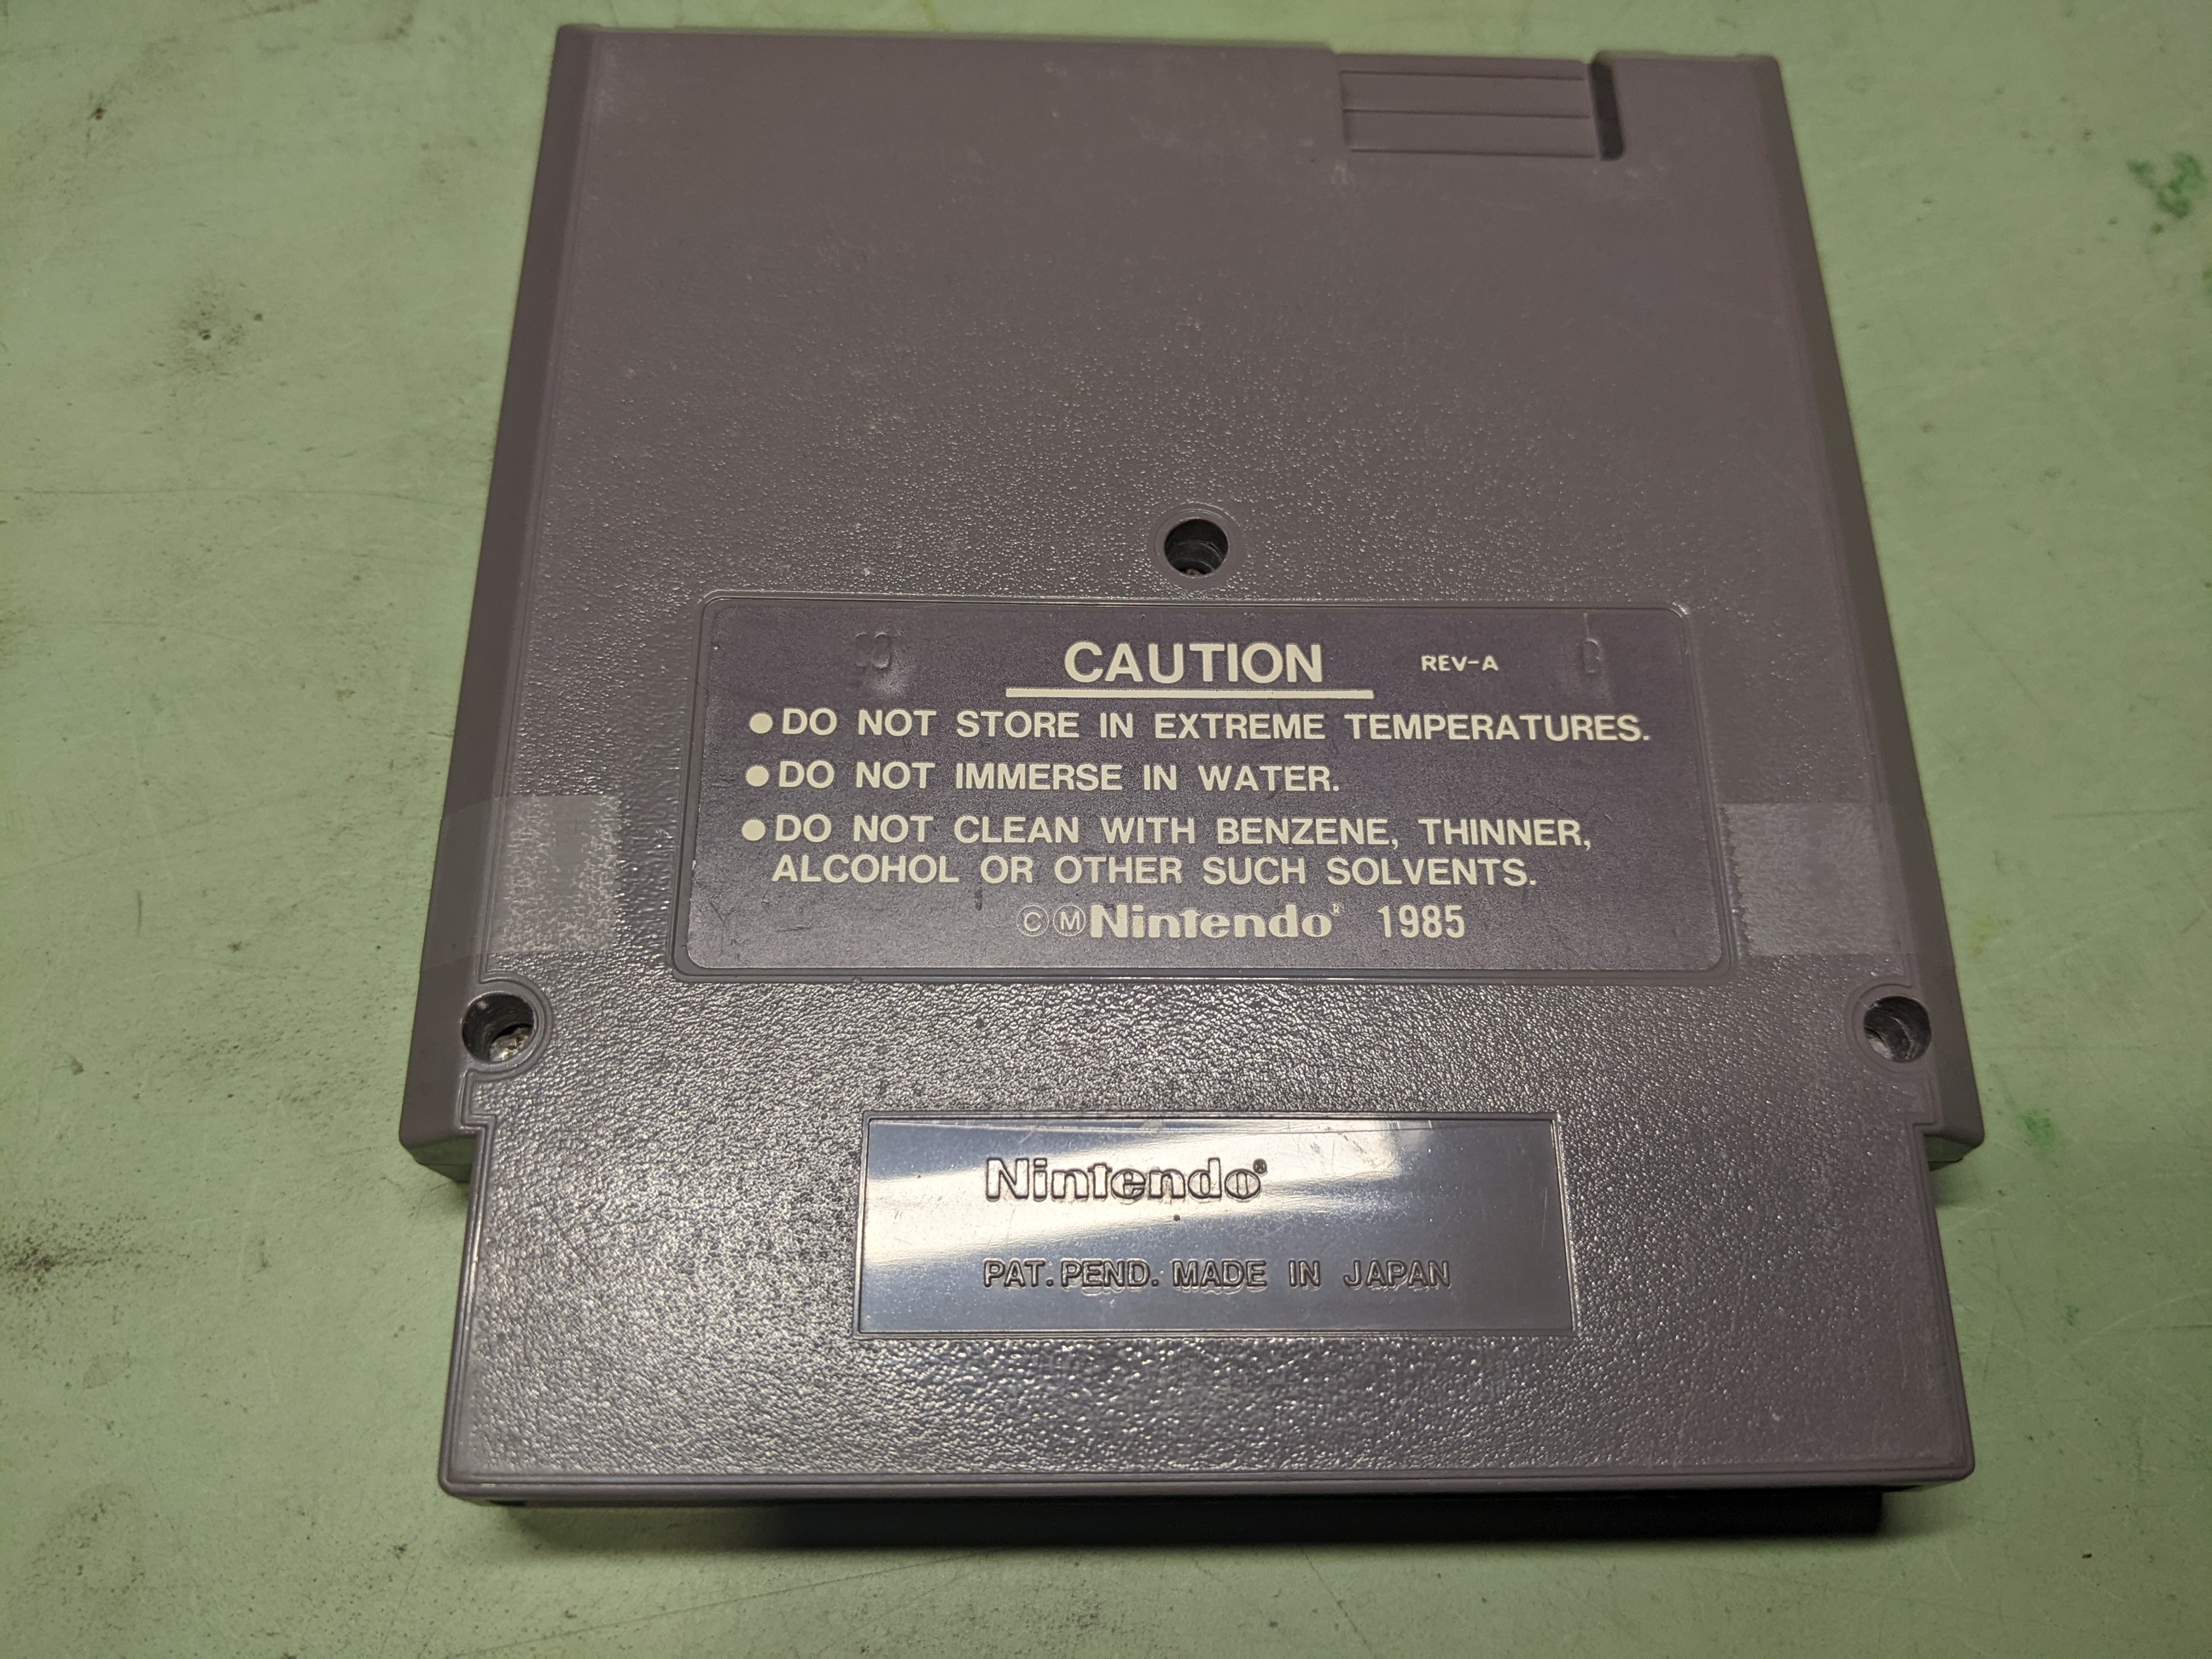 CAUTION REV-A
●DO NOT STORE IN EXTREME TEMPERATURES.
●DO NOT IMMERSE IN WATER.
●DO NOT CLEAN WITH BENZENE, THINNER,
ALCOHOL OR OTHER SUCH SOLVENTS.
ⒸⓂNintendo® 1985
Nintendo®
PAT. PEND. MADE IN JAPAN